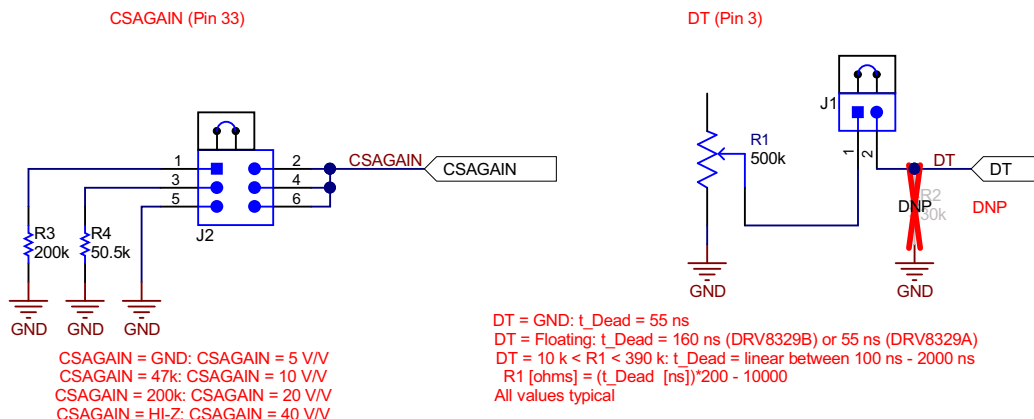 CSAGAIN (Pin 33)
DT (Pin 3)
J1
R1
500k
1
2
DT
DT
R2
30k
DNP
DNP
GND
GND
1
3
5
2
4
6
CSAGAIN
CSAGAIN
J2
R3
200k
R4
50.5k
GND
GND
GND
CSAGAIN = GND: CSAGAIN = 5 V/V
CSAGAIN = 47k: CSAGAIN = 10 V/V
CSAGAIN = 200k: CSAGAIN = 20 V/V
CSAGAIN = HI-Z: CSAGAIN = 40 V/V
DT = GND: t_Dead = 55 ns
DT = Floating: t_Dead = 160 ns (DRV8329B) or 55 ns (DRV8329A)
DT = 10 k < R1 < 390 k: t_Dead = linear between 100 ns - 2000 ns
R1 [ohms] = (t_Dead [ns])*200 - 10000
All values typical